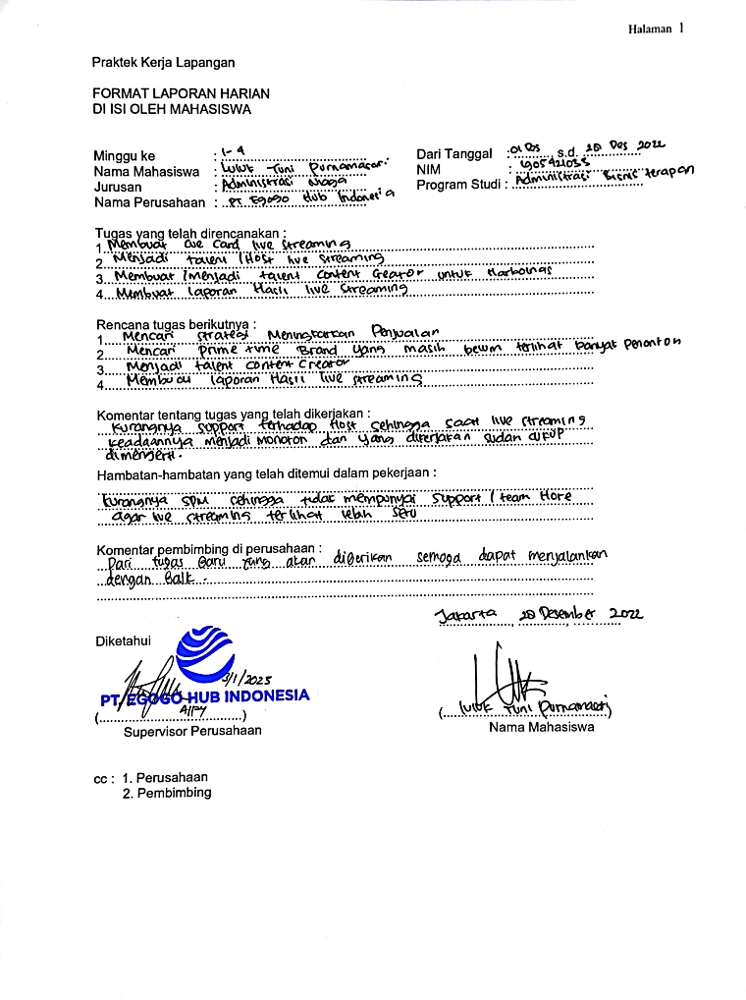 Halaman 1
Praktek Kerja Lapangan
FORMAT LAPORAN HARIAN
DI ISI OLEH MAHASISWA
Minggu ke : 1-4
Dari Tanggal : 01 Des s.d. 20 Des 2022
Nama Mahasiswa : Luluk Tuni Purnamasari
NIM :
Jurusan : Administrasi Niaga
Program Studi : Administrasi Bisnis terapan
Nama Perusahaan : PT. Egogo Hub Indonesia
Tugas yang telah direncanakan :
1. Membuat Cue Card live streaming
2. Menjadi talent / Host live streaming
3. Membuat / menjadi talent content Creator untuk Harbolnas
4. Membuat laporan Hasil live streaming
Rencana tugas berikutnya :
1. Mencari strategi Meningkatkan Penjualan
2. Mencari prime time Brand yang masih belum terlihat banyak penonton
3. Menjadi talent content Creator
4. Membuat laporan Hasil live streaming
Komentar tentang tugas yang telah dikerjakan :
Kurangnya support terhadap Host sehingga saat live streaming
keadaannya menjadi monoton dan yang dikerjakan sudah cukup
dimengerti.
Hambatan-hambatan yang telah ditemui dalam pekerjaan :
kurangnya SDM sehingga tidak mempunyai support / team Hore
agar live streaming terlihat lebih seru
Komentar pembimbing di perusahaan :
Dari tugas Baru yang akan diberikan semoga dapat menjalankan
dengan Baik.
Jakarta, 20 Desember 2022
Diketahui
3/1/2023
PT. EGOGO HUB INDONESIA
(Luluk Tuni Purnamasari)
Supervisor Perusahaan
Nama Mahasiswa
cc : 1. Perusahaan
2. Pembimbing